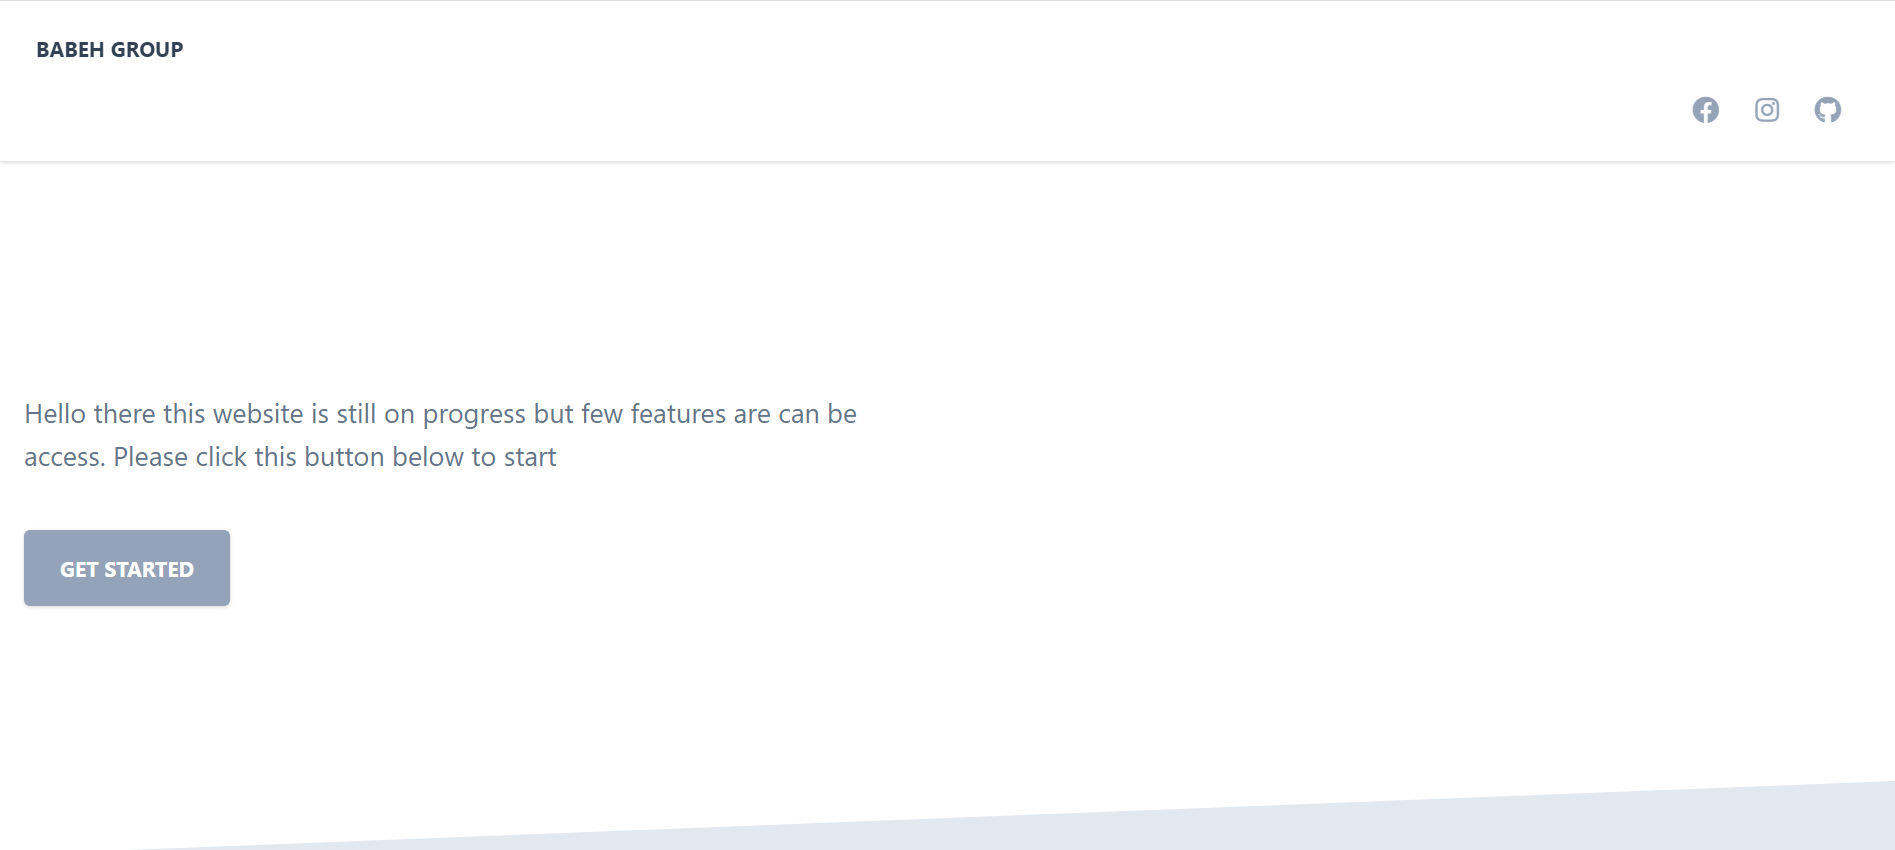 BABEH GROUP
Hello there this website is still on progress but few features are can be
access. Please click this button below to start
GET STARTED